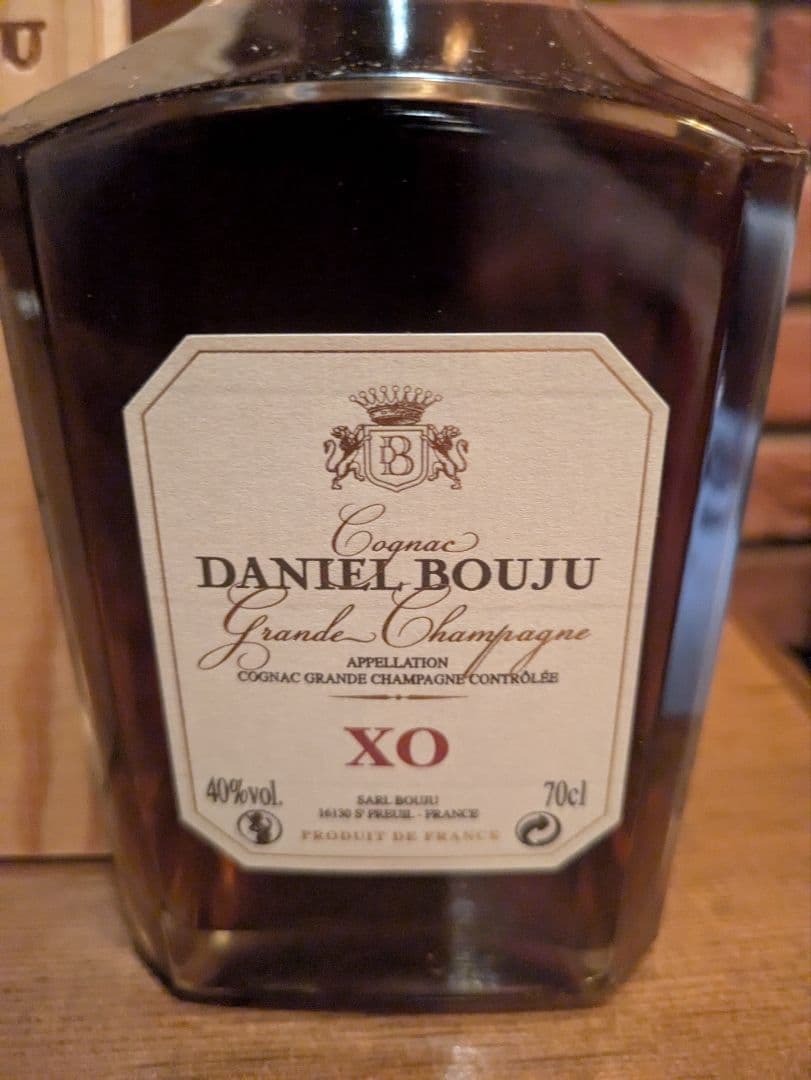 U
DB
Cognac
DANIEL BOUJU
Grande Champagne
APPELLATION
COGNAC GRANDE CHAMPAGNE CONTRÔLÉE
XO
40%vol. 70cl
SARL BOUJU
16130 St PREUIL - FRANCE
PRODUIT DE FRANCE